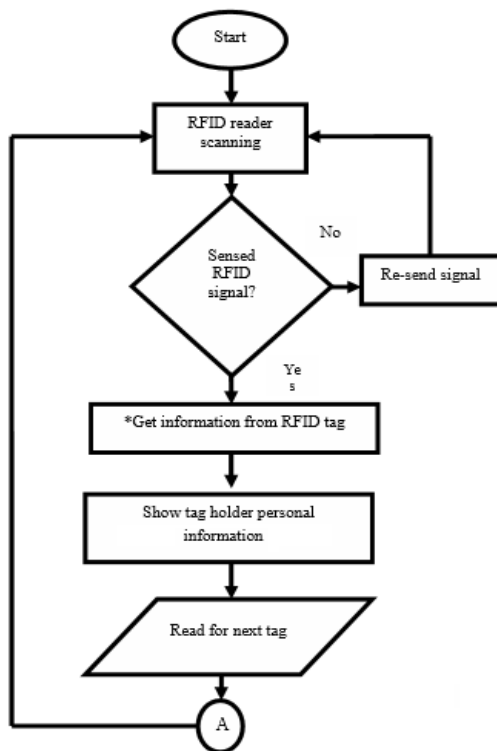 Start
RFID reader
scanning
Sensed
RFID
signal?
No
Re-send signal
Ye
s
*Get information from RFID tag
Show tag holder personal
information
Read for next tag
A